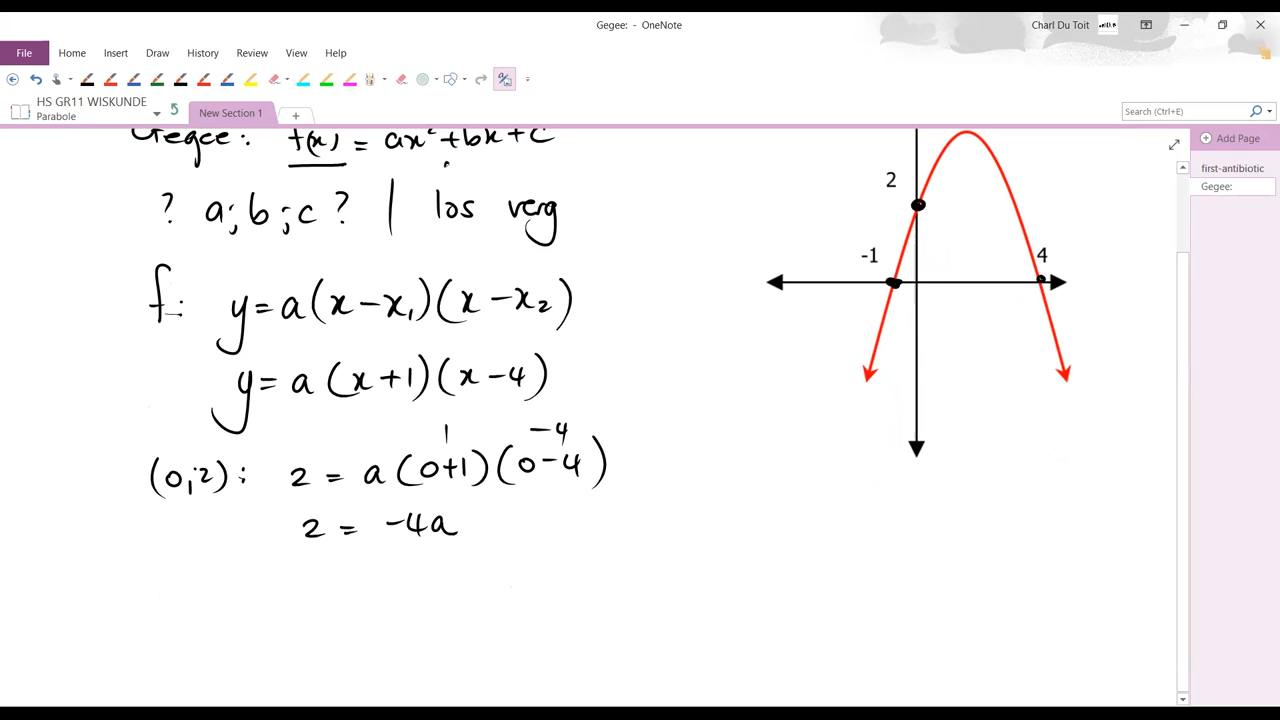 Gegee: - OneNote
Charl Du Toit
File Home Insert Draw History Review View Help
HS GR11 WISKUNDE
Parabole
New Section 1
+
Search (Ctrl+E)
Add Page
first-antibiotic
Gegee:
Gegee: f(x) = ax²+bx+c
? a;b;c? | los verg
f: y=a(x-x₁)(x-x₂)
y=a(x+1)(x-4)
1 -4
(0;2): 2 = a(0+1)(0-4)
2 = -4a
2
-1
4